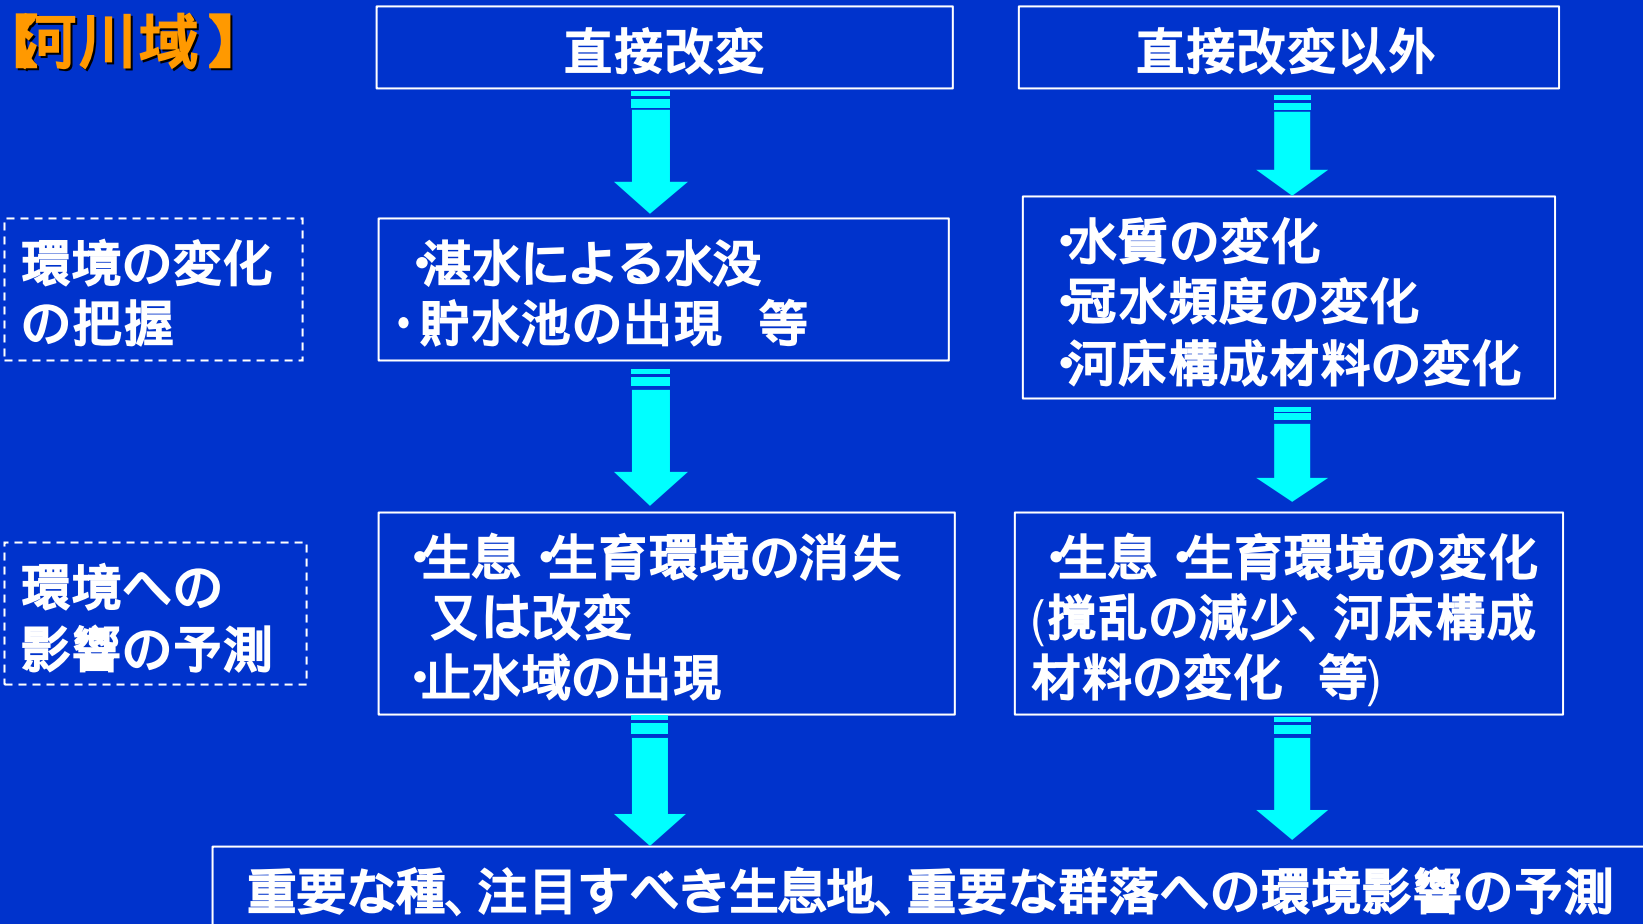 【河川域】
直接改変
直接改変以外
環境の変化
の把握
・湛水による水没
・貯水池の出現 等
・水質の変化
・冠水頻度の変化
・河床構成材料の変化
環境への
影響の予測
・生息・生育環境の消失
又は改変
・止水域の出現
・生息・生育環境の変化
(撹乱の減少、河床構成
材料の変化 等)
重要な種、注目すべき生息地、重要な群落への環境影響の予測